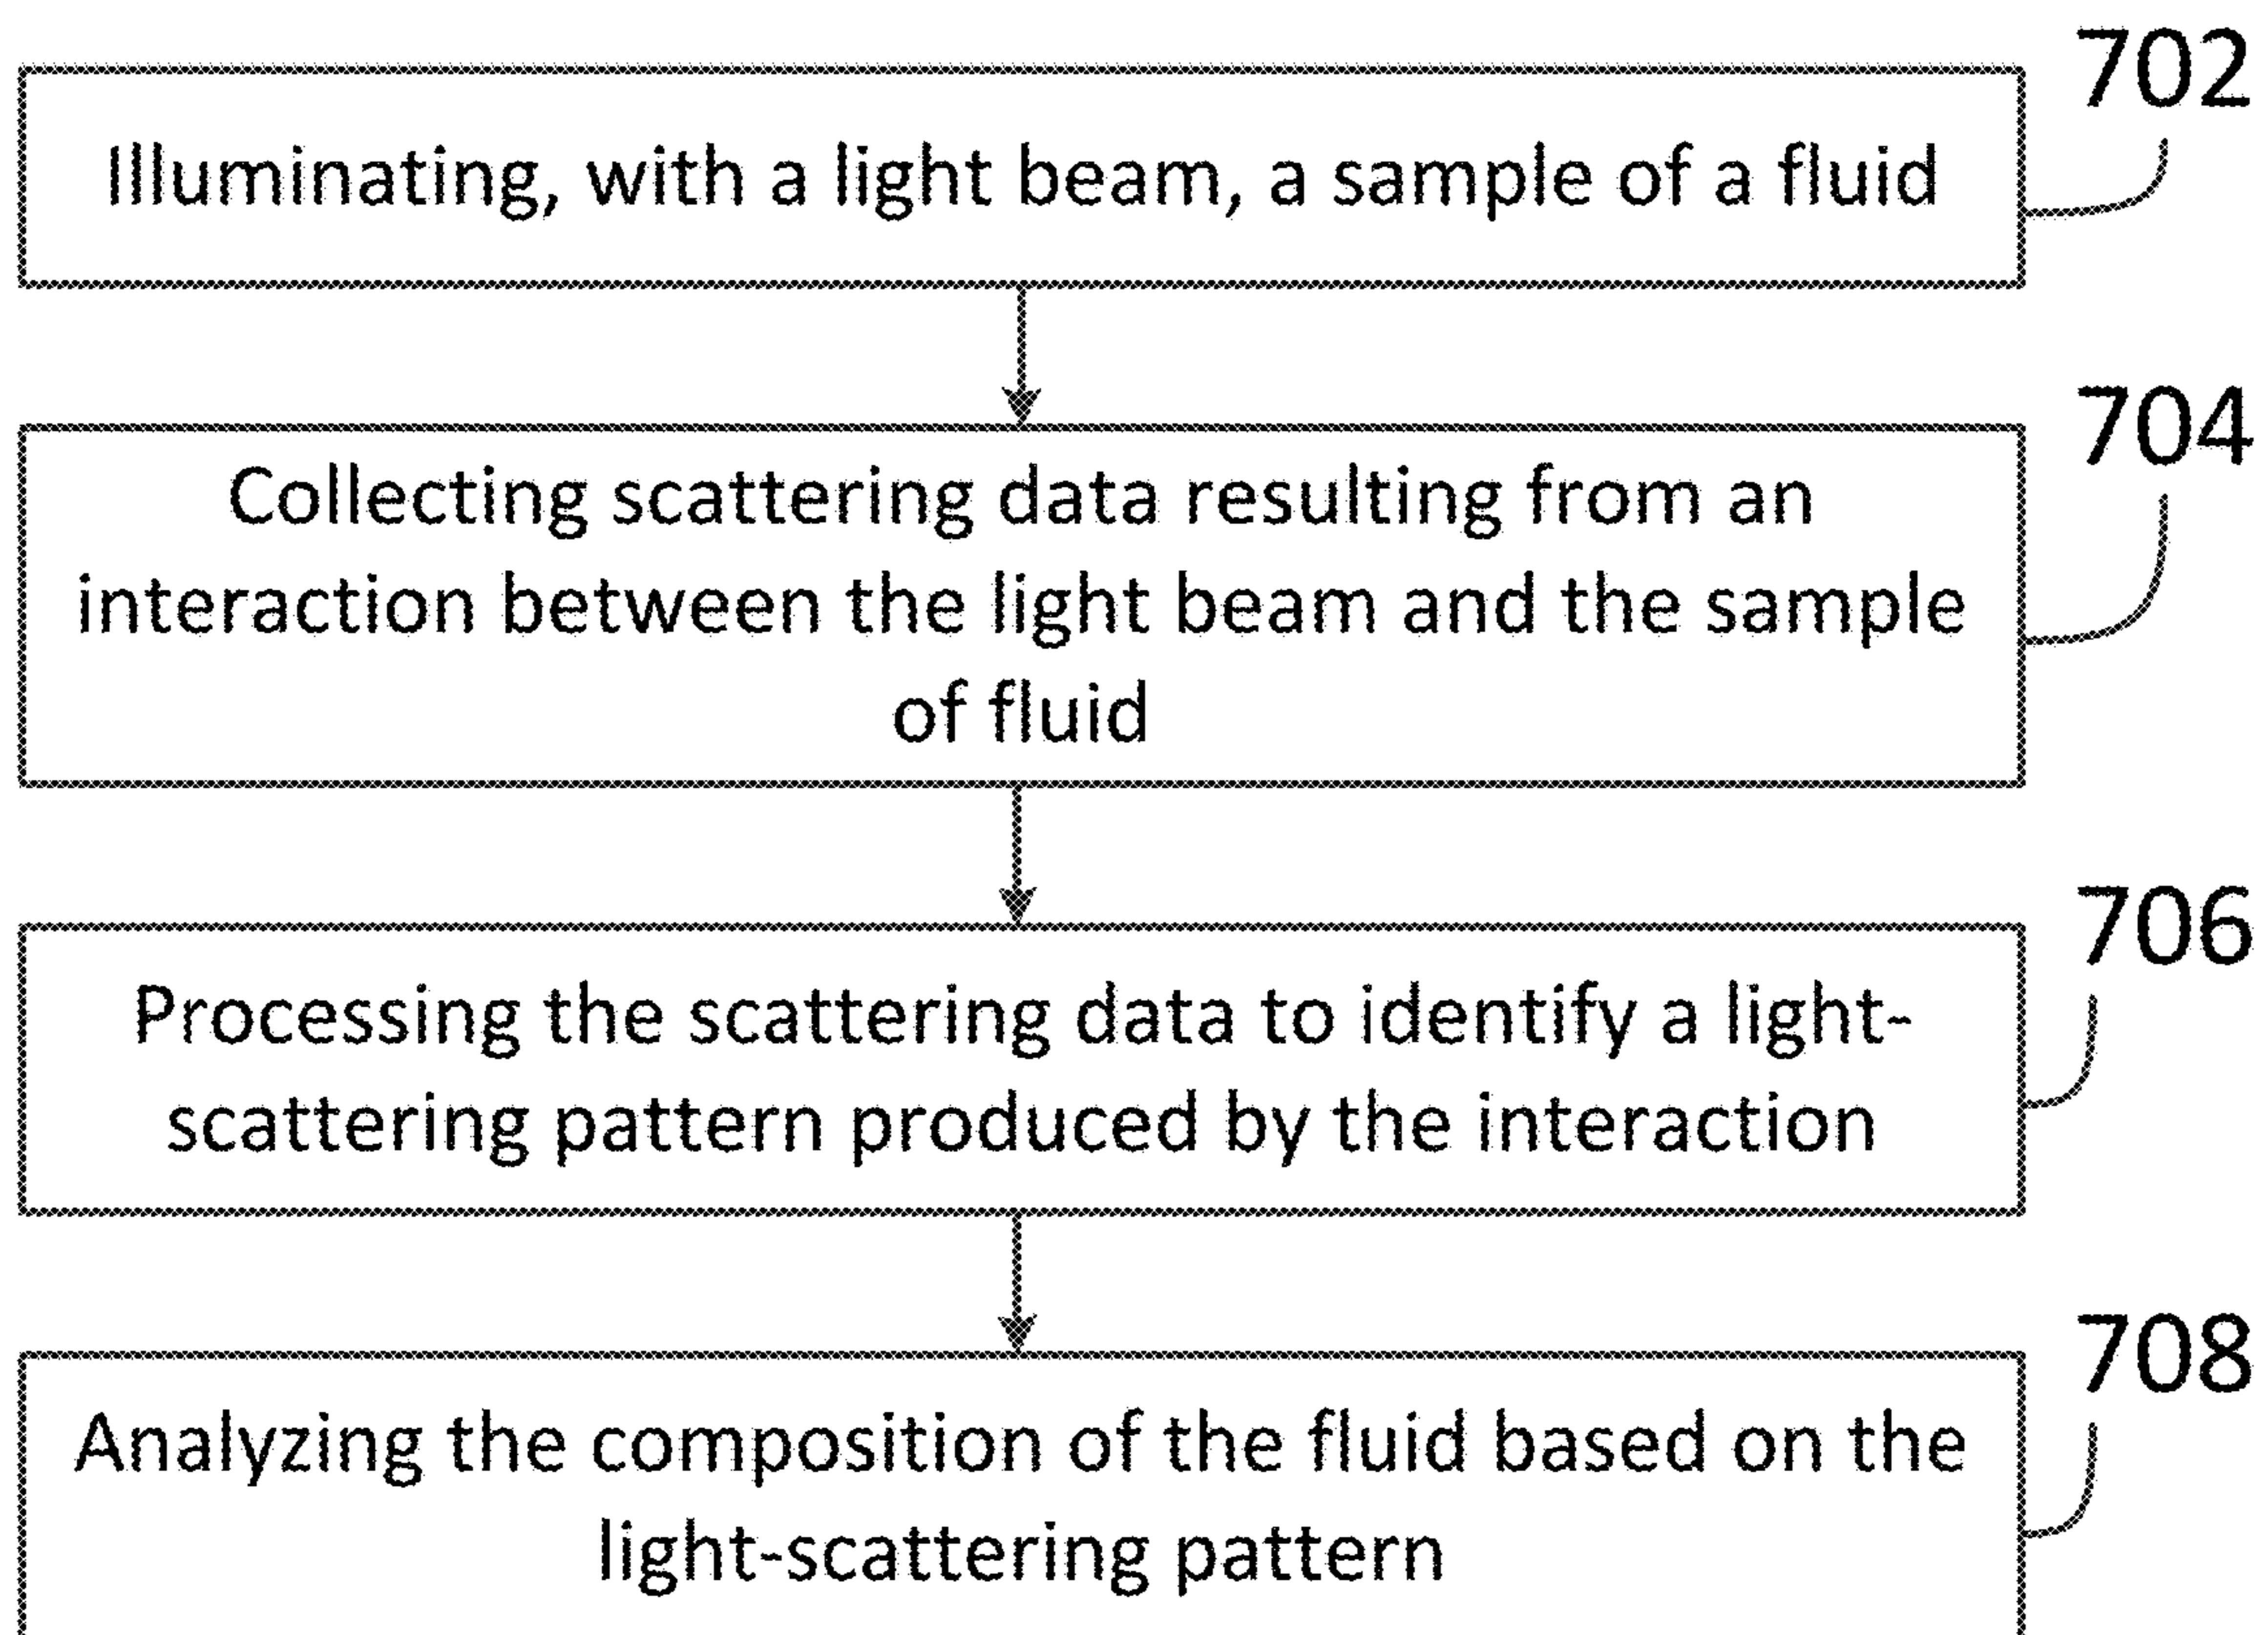 702
Illuminating, with a light beam, a sample of a fluid
704
Collecting scattering data resulting from an
interaction between the light beam and the sample
of fluid
706
Processing the scattering data to identify a light-
scattering pattern produced by the interaction
708
Analyzing the composition of the fluid based on the
light-scattering pattern